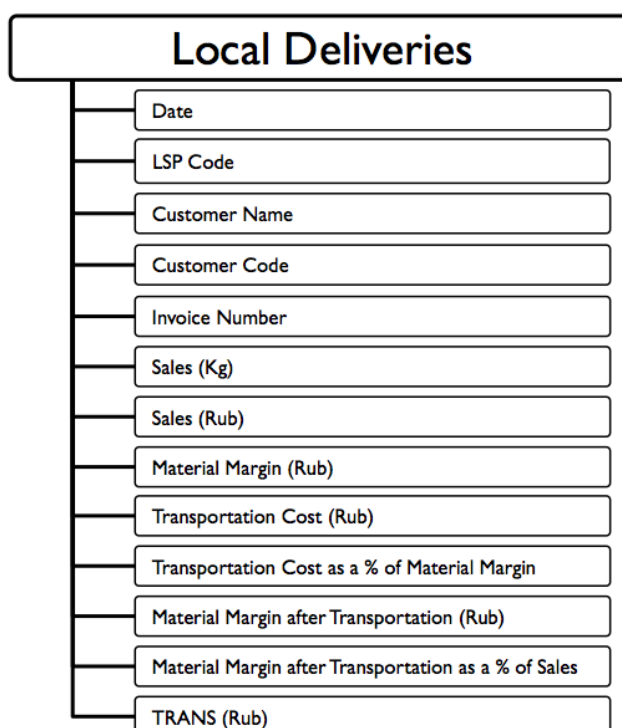 Local Deliveries
Date
LSP Code
Customer Name
Customer Code
Invoice Number
Sales (Kg)
Sales (Rub)
Material Margin (Rub)
Transportation Cost (Rub)
Transportation Cost as a % of Material Margin
Material Margin after Transportation (Rub)
Material Margin after Transportation as a % of Sales
TRANS (Rub)